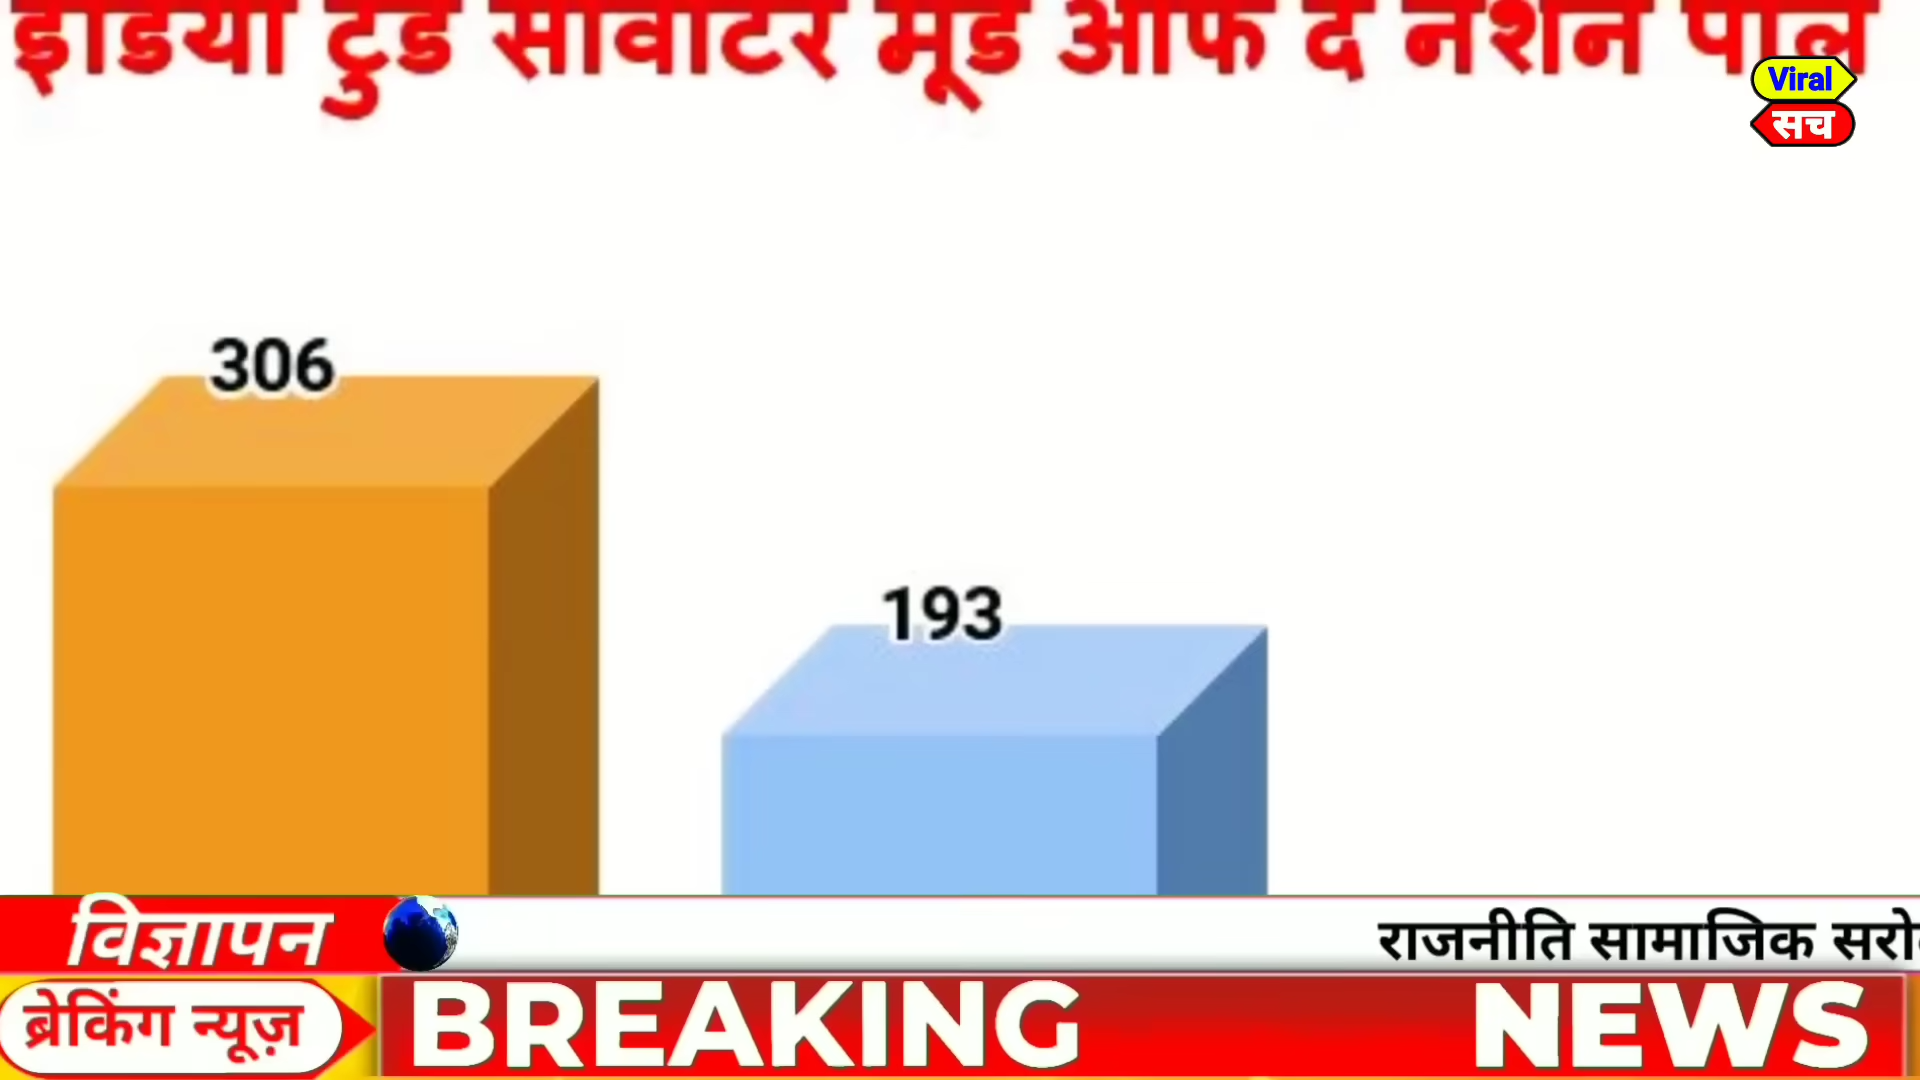 इंडिया टुडे सीवोटर मूड ऑफ द नेशन पोल
Viral
सच
306
193
विज्ञापन
राजनीति सामाजिक
ब्रेकिंग न्यूज़
BREAKING NEWS